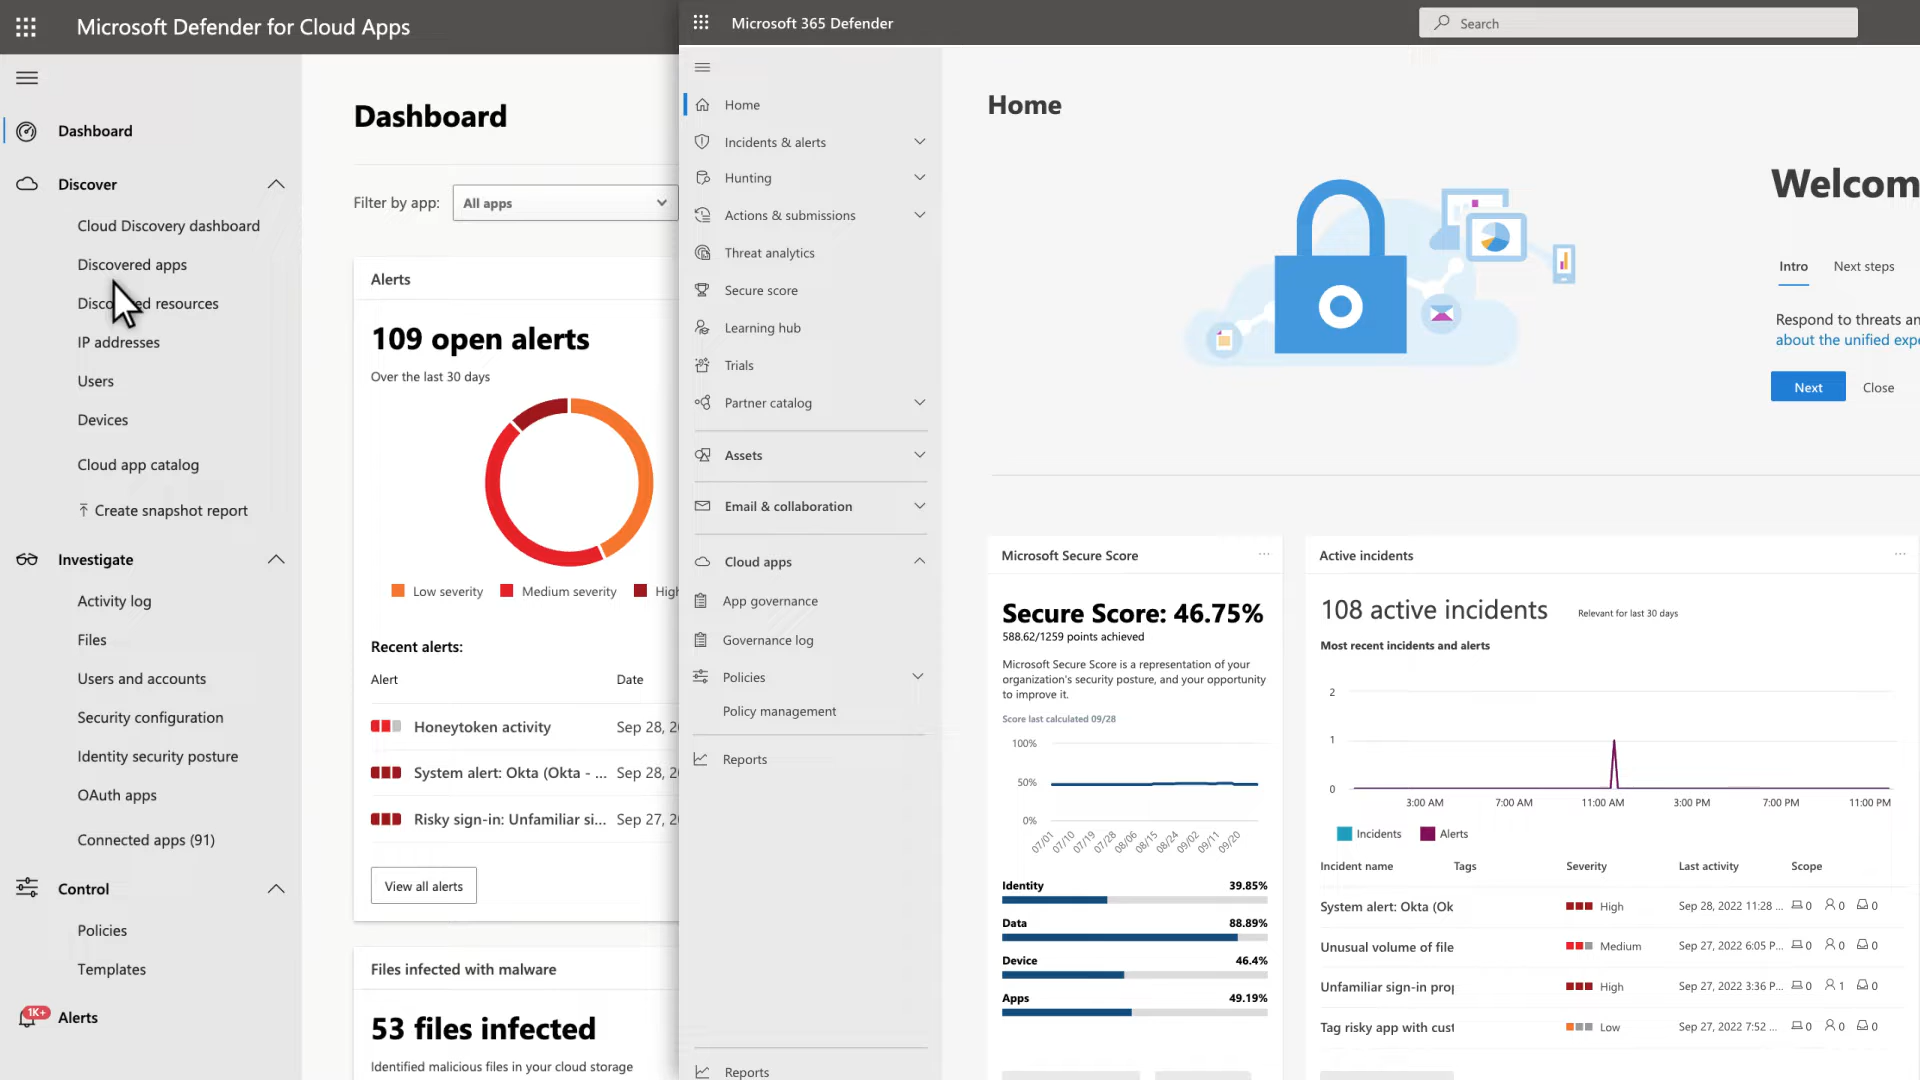 Microsoft Defender for Cloud Apps
Dashboard
Discover
Cloud Discovery dashboard
Discovered apps
resources
IP addresses
Users
Devices
Cloud app catalog
Create snapshot report
Investigate
Activity log
Files
Users and accounts
Security configuration
Identity security posture
OAuth apps
Connected apps (91)
Control
Policies
Templates
1K+
Alerts
Dashboard
Filter by app: All apps
Alerts
109 open alerts
Over the last 30 days
Low severity Medium severity High
Recent alerts:
Alert Date
Honeytoken activity Sep 28, 20
System alert: Okta (Okta - ... Sep 28, 20
Risky sign-in: Unfamiliar si... Sep 27, 20
View all alerts
Files infected with malware
53 files infected
Identified malicious files in your cloud storage
Microsoft 365 Defender
Search
Home
Incidents & alerts
Hunting
Actions & submissions
Threat analytics
Secure score
Learning hub
Trials
Partner catalog
Assets
Email & collaboration
Cloud apps
App governance
Governance log
Policies
Policy management
Reports
Reports
Home
Welcom
Intro Next steps
Respond to threats an
about the unified expe
Next Close
Microsoft Secure Score ...
Secure Score: 46.75%
588.62/1259 points achieved
Microsoft Secure Score is a representation of your
organization's security posture, and your opportunity
to improve it.
Score last calculated 09/28
100%
50%
0%
07/01 07/10 07/19 07/28 08/06 08/15 08/24 09/02 09/11 09/20
Identity 39.85%
Data 88.89%
Device 46.4%
Apps 49.19%
Active incidents ...
108 active incidents Relevant for last 30 days
Most recent incidents and alerts
2
1
0
3:00 AM 7:00 AM 11:00 AM 3:00 PM 7:00 PM 11:00 PM
Incidents Alerts
Incident name Tags Severity Last activity Scope
System alert: Okta (Ok High Sep 28, 2022 11:28 ... 0 0 0
Unusual volume of file Medium Sep 27, 2022 6:05 P... 0 0 0
Unfamiliar sign-in prop High Sep 27, 2022 3:36 P... 0 1 0
Tag risky app with cust Low Sep 27, 2022 7:52 ... 0 0 0